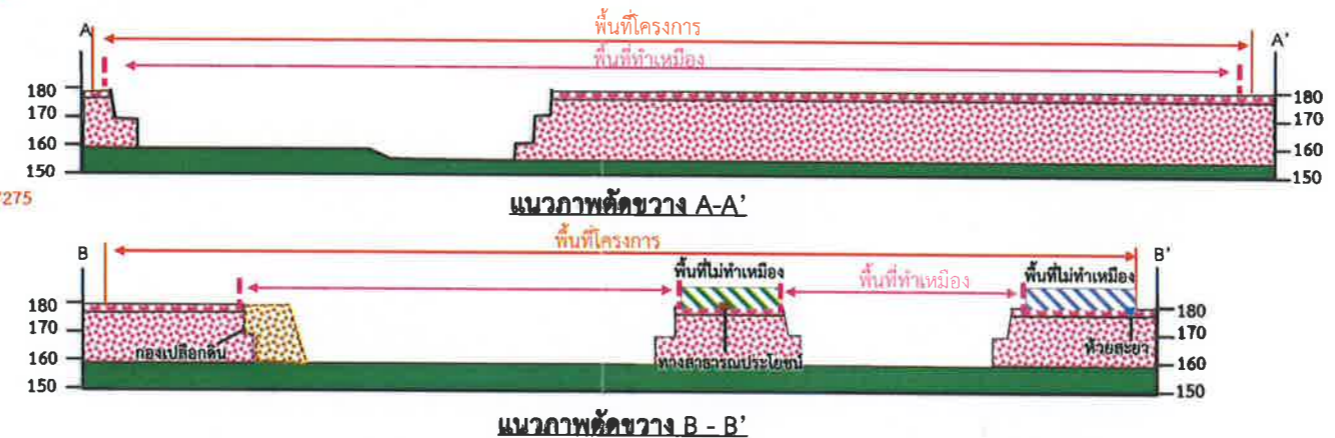 พื้นที่โครงการ
A A’
พื้นที่ทำเหมือง
180 180
170 170
160 160
150 150
7275
แนวภาพตัดขวาง A-A’
พื้นที่โครงการ
B B’
พื้นที่ไม่ทำเหมือง พื้นที่ทำเหมือง พื้นที่ไม่ทำเหมือง
180 180
170 170
กองเปลือกดิน ทางสาธารณประโยชน์ ห้วยสะยา
160 160
150 150
แนวภาพตัดขวาง B - B’